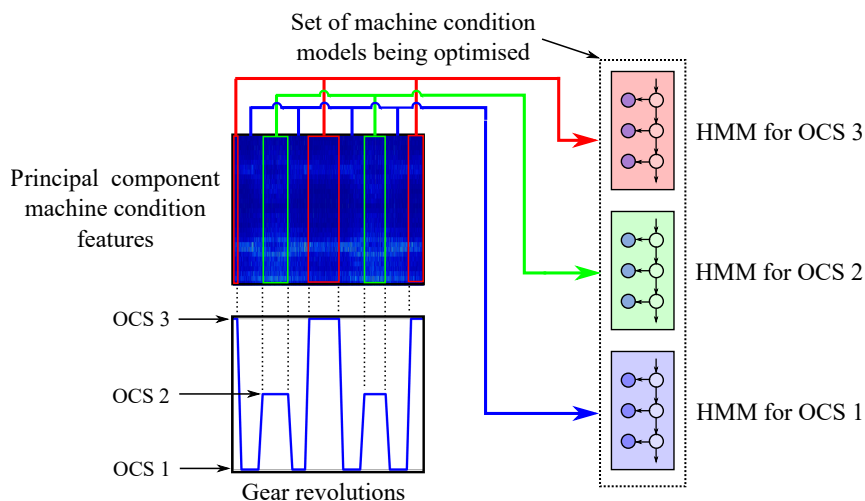 Set of machine condition
models being optimised
HMM for OCS 3
Principal component
machine condition
features
HMM for OCS 2
OCS 3
OCS 2
HMM for OCS 1
OCS 1
Gear revolutions